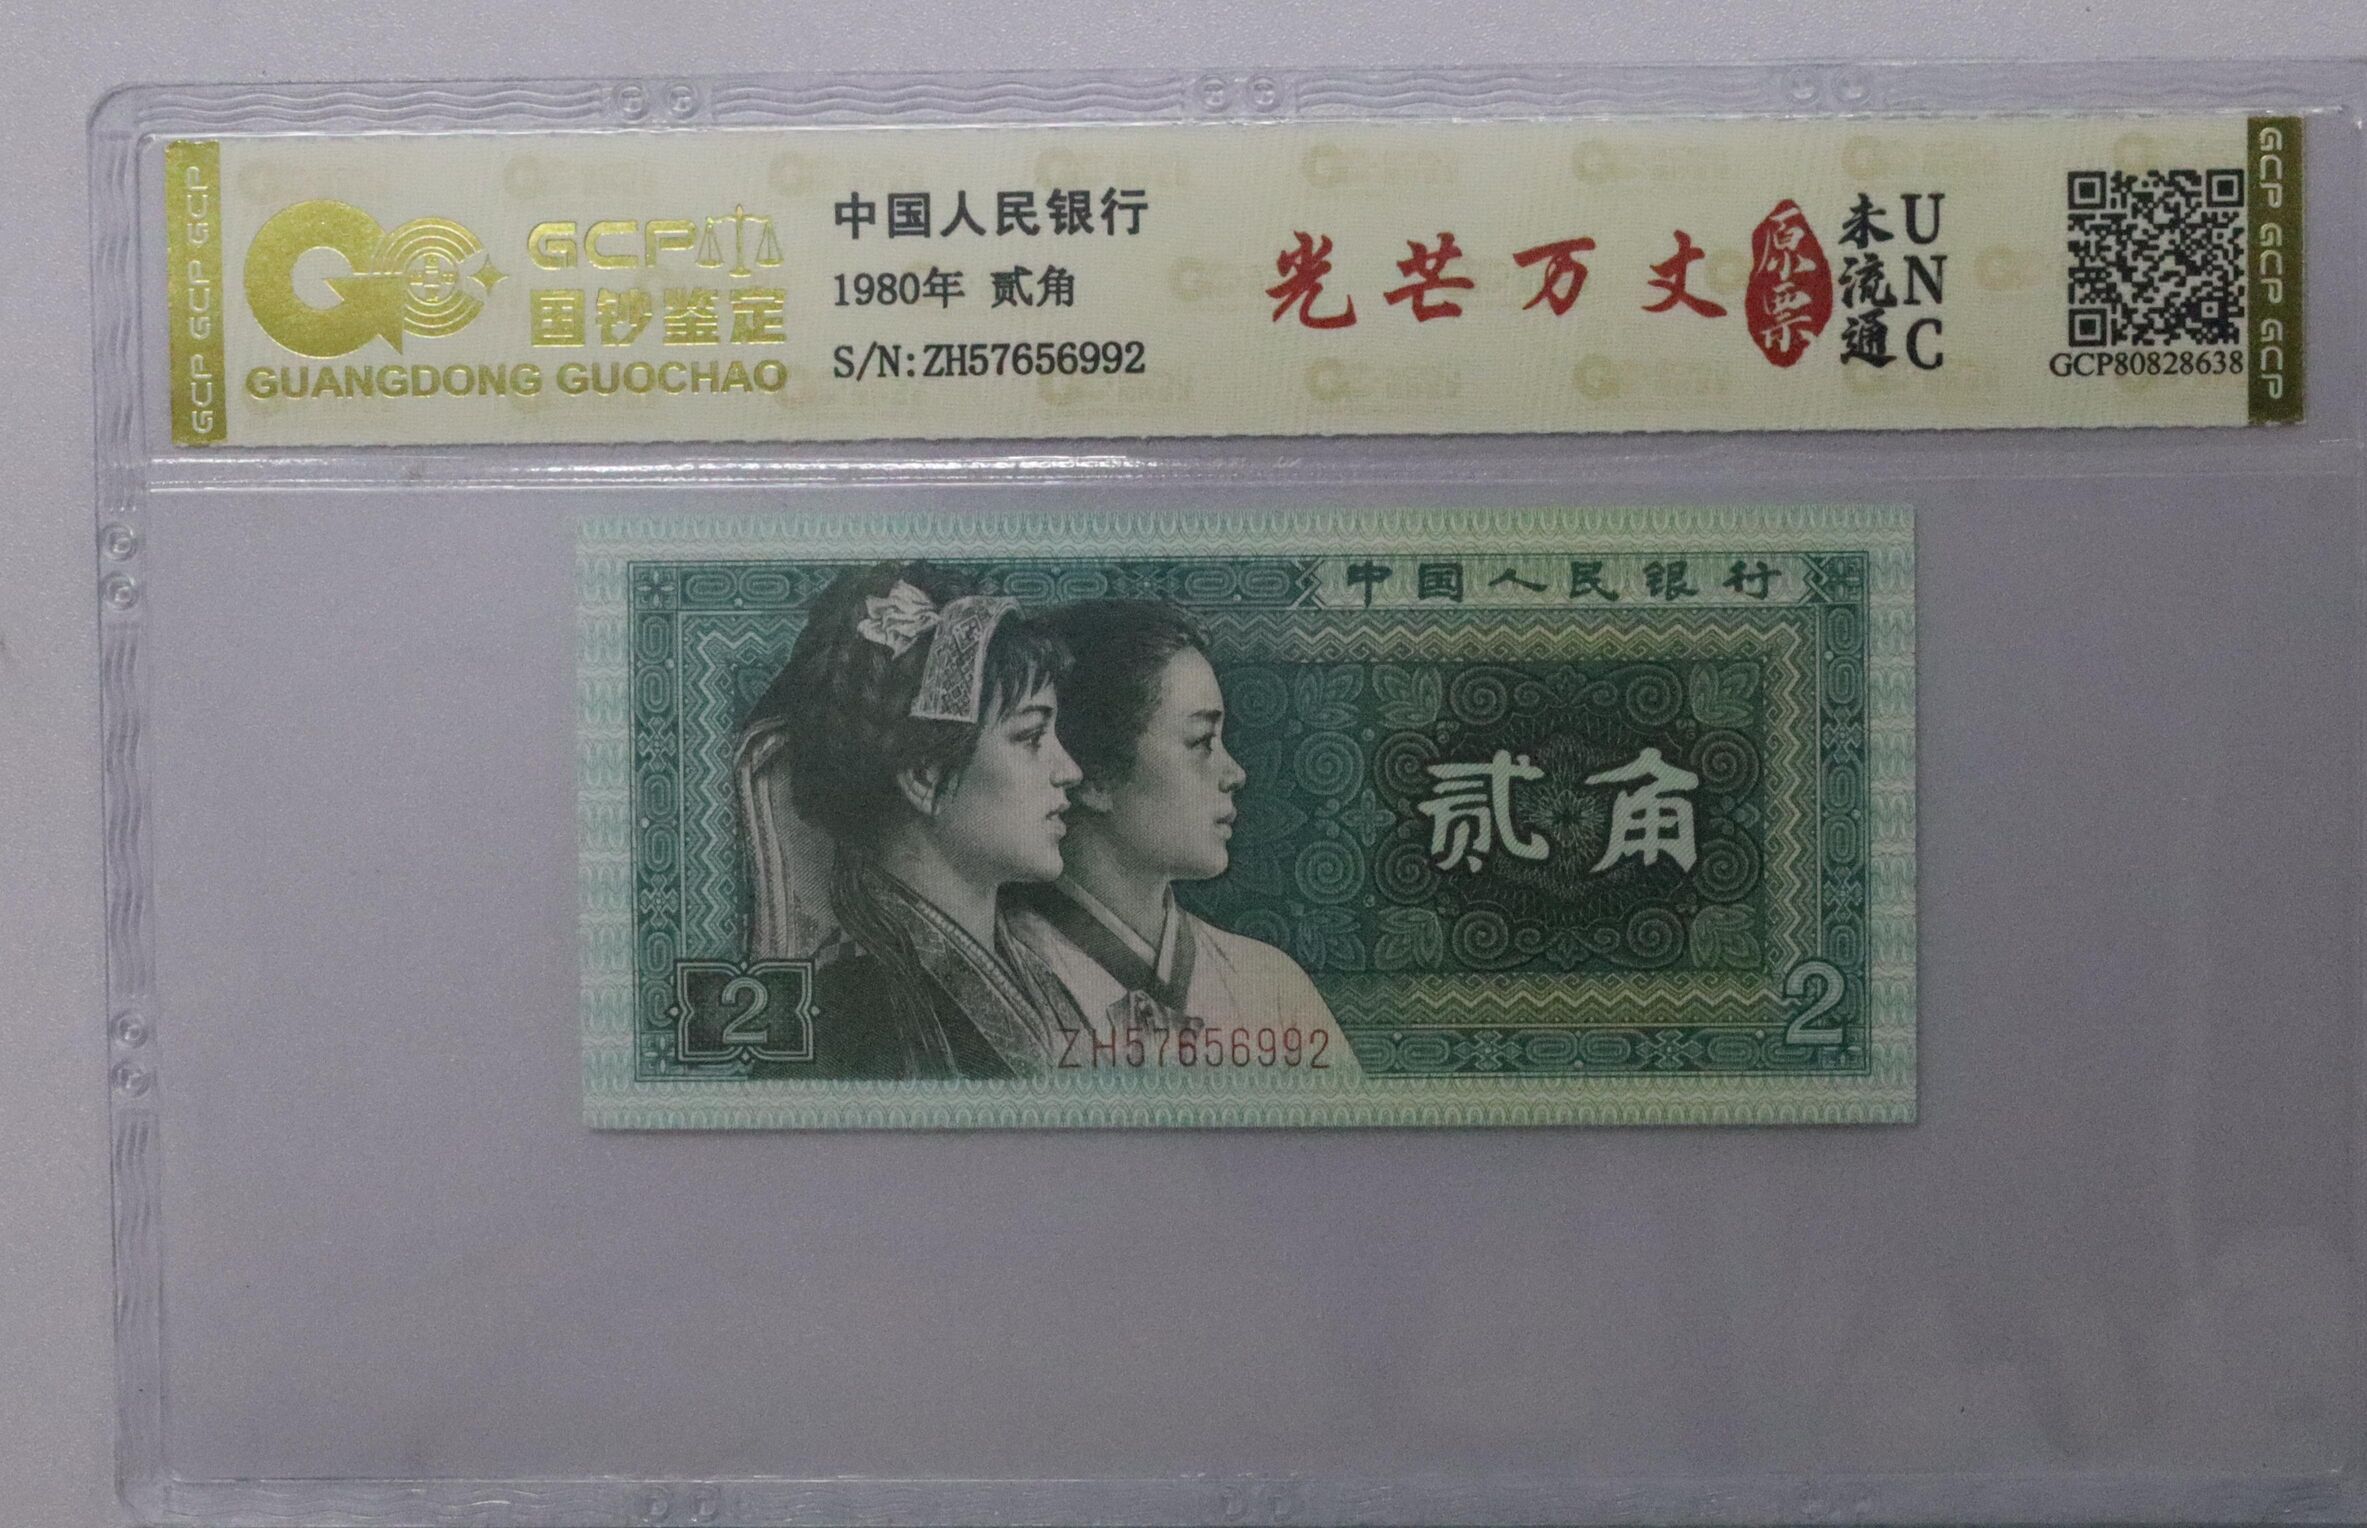 GCP GCP GCP
GCP
国钞鉴定
GUANGDONG GUOCHAO
中国人民银行
1980年 贰角
S/N:ZH57656992
光芒万丈
原票
未流通
UNC
GCP80828638
GCP GCP GCP
中国人民银行
贰角
2
2
ZH57656992